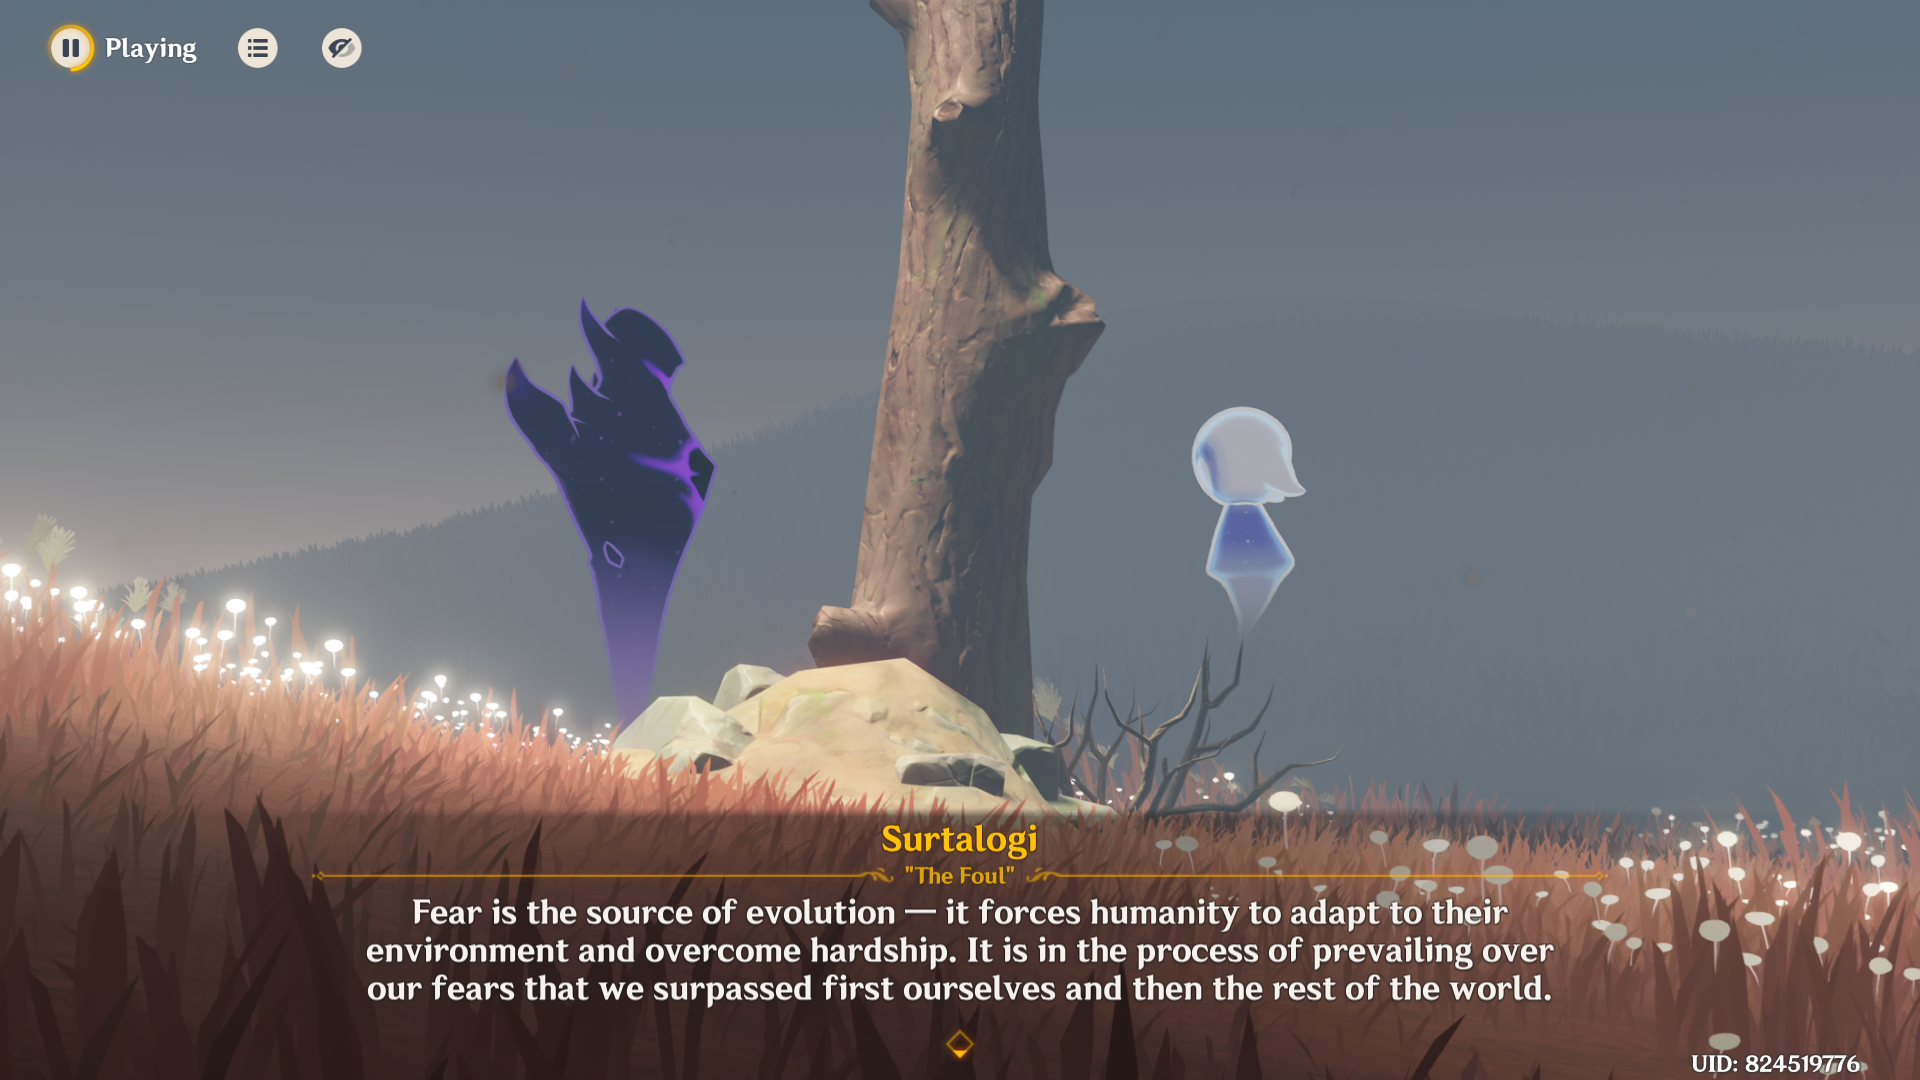 Playing
Surtalogi
"The Foul"
Fear is the source of evolution — it forces humanity to adapt to their
environment and overcome hardship. It is in the process of prevailing over
our fears that we surpassed first ourselves and then the rest of the world.
UID: 824519776